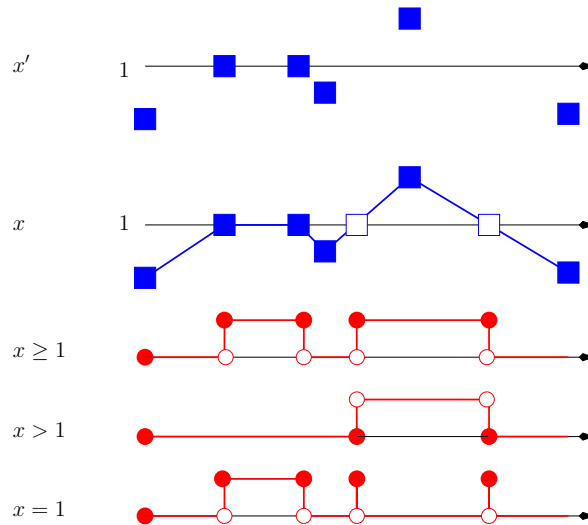 x′ 1
x 1
x ≥ 1
x > 1
x = 1